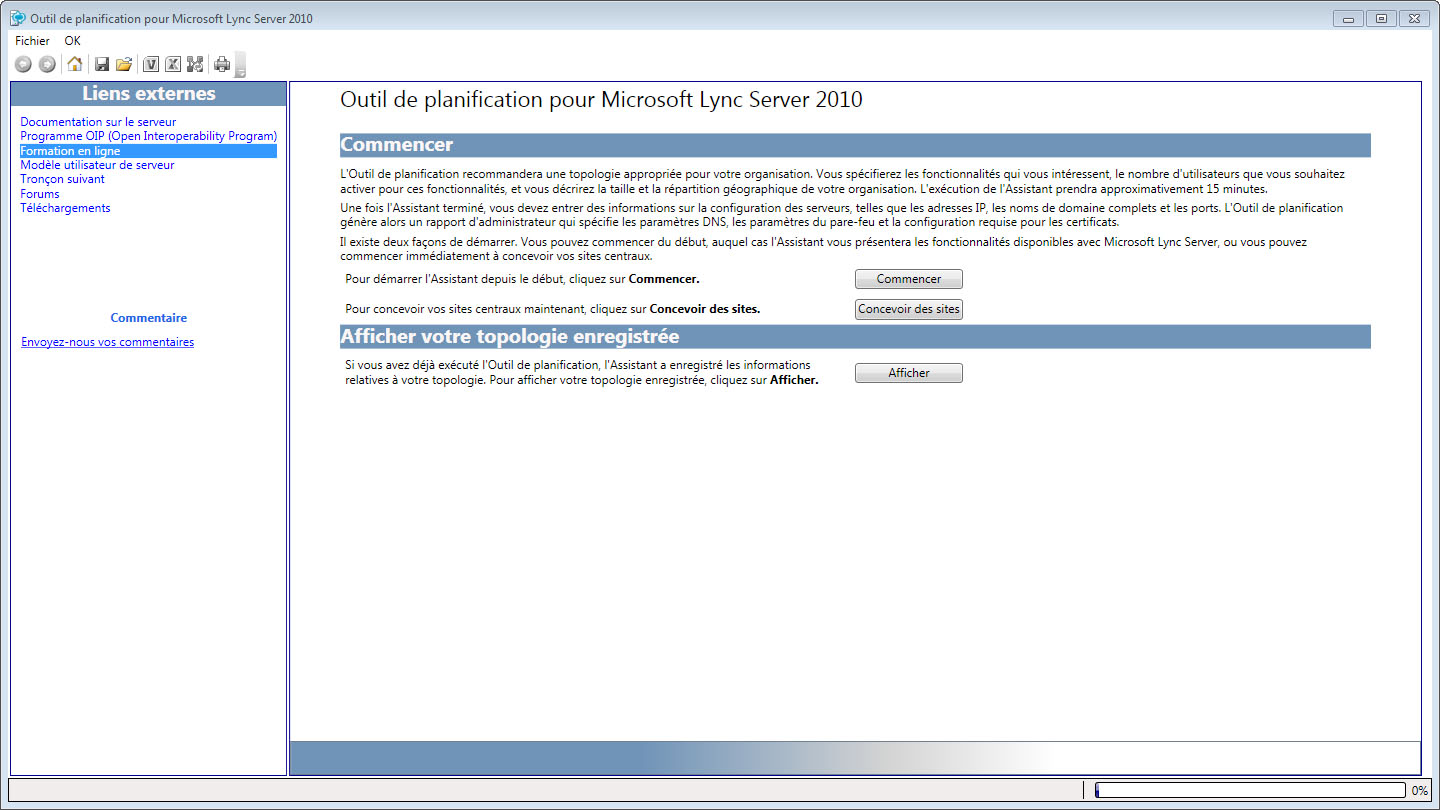 Outil de planification pour Microsoft Lync Server 2010
Fichier OK
Liens externes
Documentation sur le serveur
Programme OIP (Open Interoperability Program)
Formation en ligne
Modèle utilisateur de serveur
Tronçon suivant
Forums
Téléchargements
Commentaire
Envoyez-nous vos commentaires
Outil de planification pour Microsoft Lync Server 2010
Commencer
L'Outil de planification recommandera une topologie appropriée pour votre organisation. Vous spécifierez les fonctionnalités qui vous intéressent, le nombre d'utilisateurs que vous souhaitez
activer pour ces fonctionnalités, et vous décrirez la taille et la répartition géographique de votre organisation. L'exécution de l'Assistant prendra approximativement 15 minutes.
Une fois l'Assistant terminé, vous devez entrer des informations sur la configuration des serveurs, telles que les adresses IP, les noms de domaine complets et les ports. L'Outil de planification
génère alors un rapport d'administrateur qui spécifie les paramètres DNS, les paramètres du pare-feu et la configuration requise pour les certificats.
Il existe deux façons de démarrer. Vous pouvez commencer du début, auquel cas l'Assistant vous présentera les fonctionnalités disponibles avec Microsoft Lync Server, ou vous pouvez
commencer immédiatement à concevoir vos sites centraux.
Pour démarrer l'Assistant depuis le début, cliquez sur Commencer.
Commencer
Pour concevoir vos sites centraux maintenant, cliquez sur Concevoir des sites.
Concevoir des sites
Afficher votre topologie enregistrée
Si vous avez déjà exécuté l'Outil de planification, l'Assistant a enregistré les informations
relatives à votre topologie. Pour afficher votre topologie enregistrée, cliquez sur Afficher.
Afficher
0%